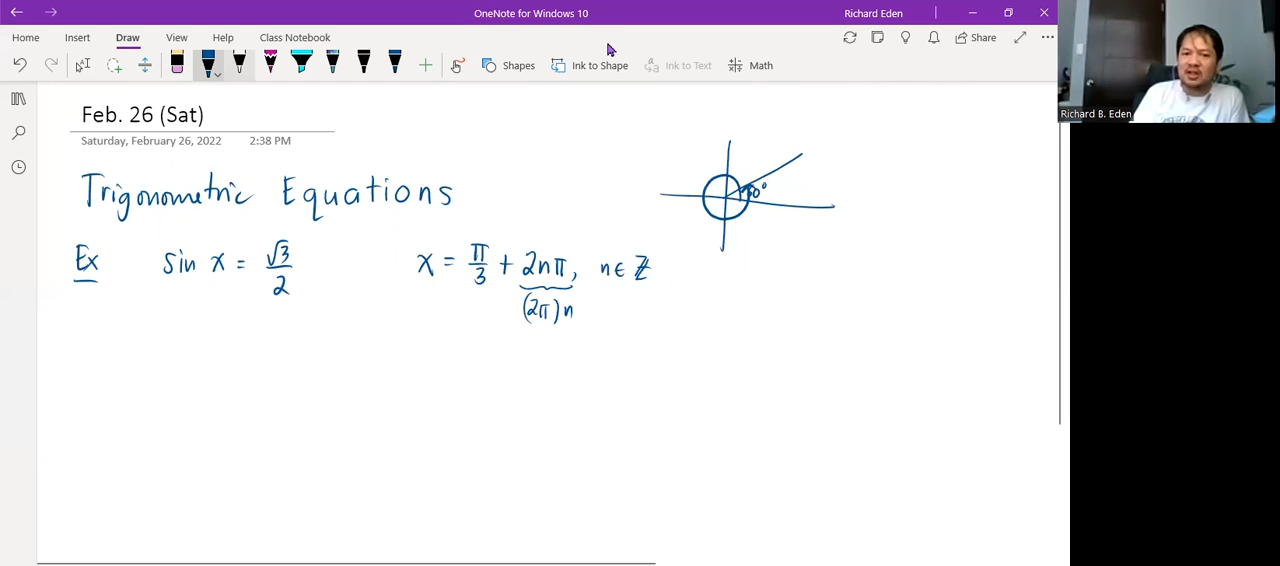 OneNote for Windows 10
Richard Eden
Home Insert Draw View Help Class Notebook
Share
Shapes Ink to Shape Ink to Text Math
Richard B. Eden
Feb. 26 (Sat)
Saturday, February 26, 2022 2:38 PM
Trigonometric Equations
60°
Ex sin x = √3/2 x = π/3 + 2nπ, n ∈ ℤ
(2π)n